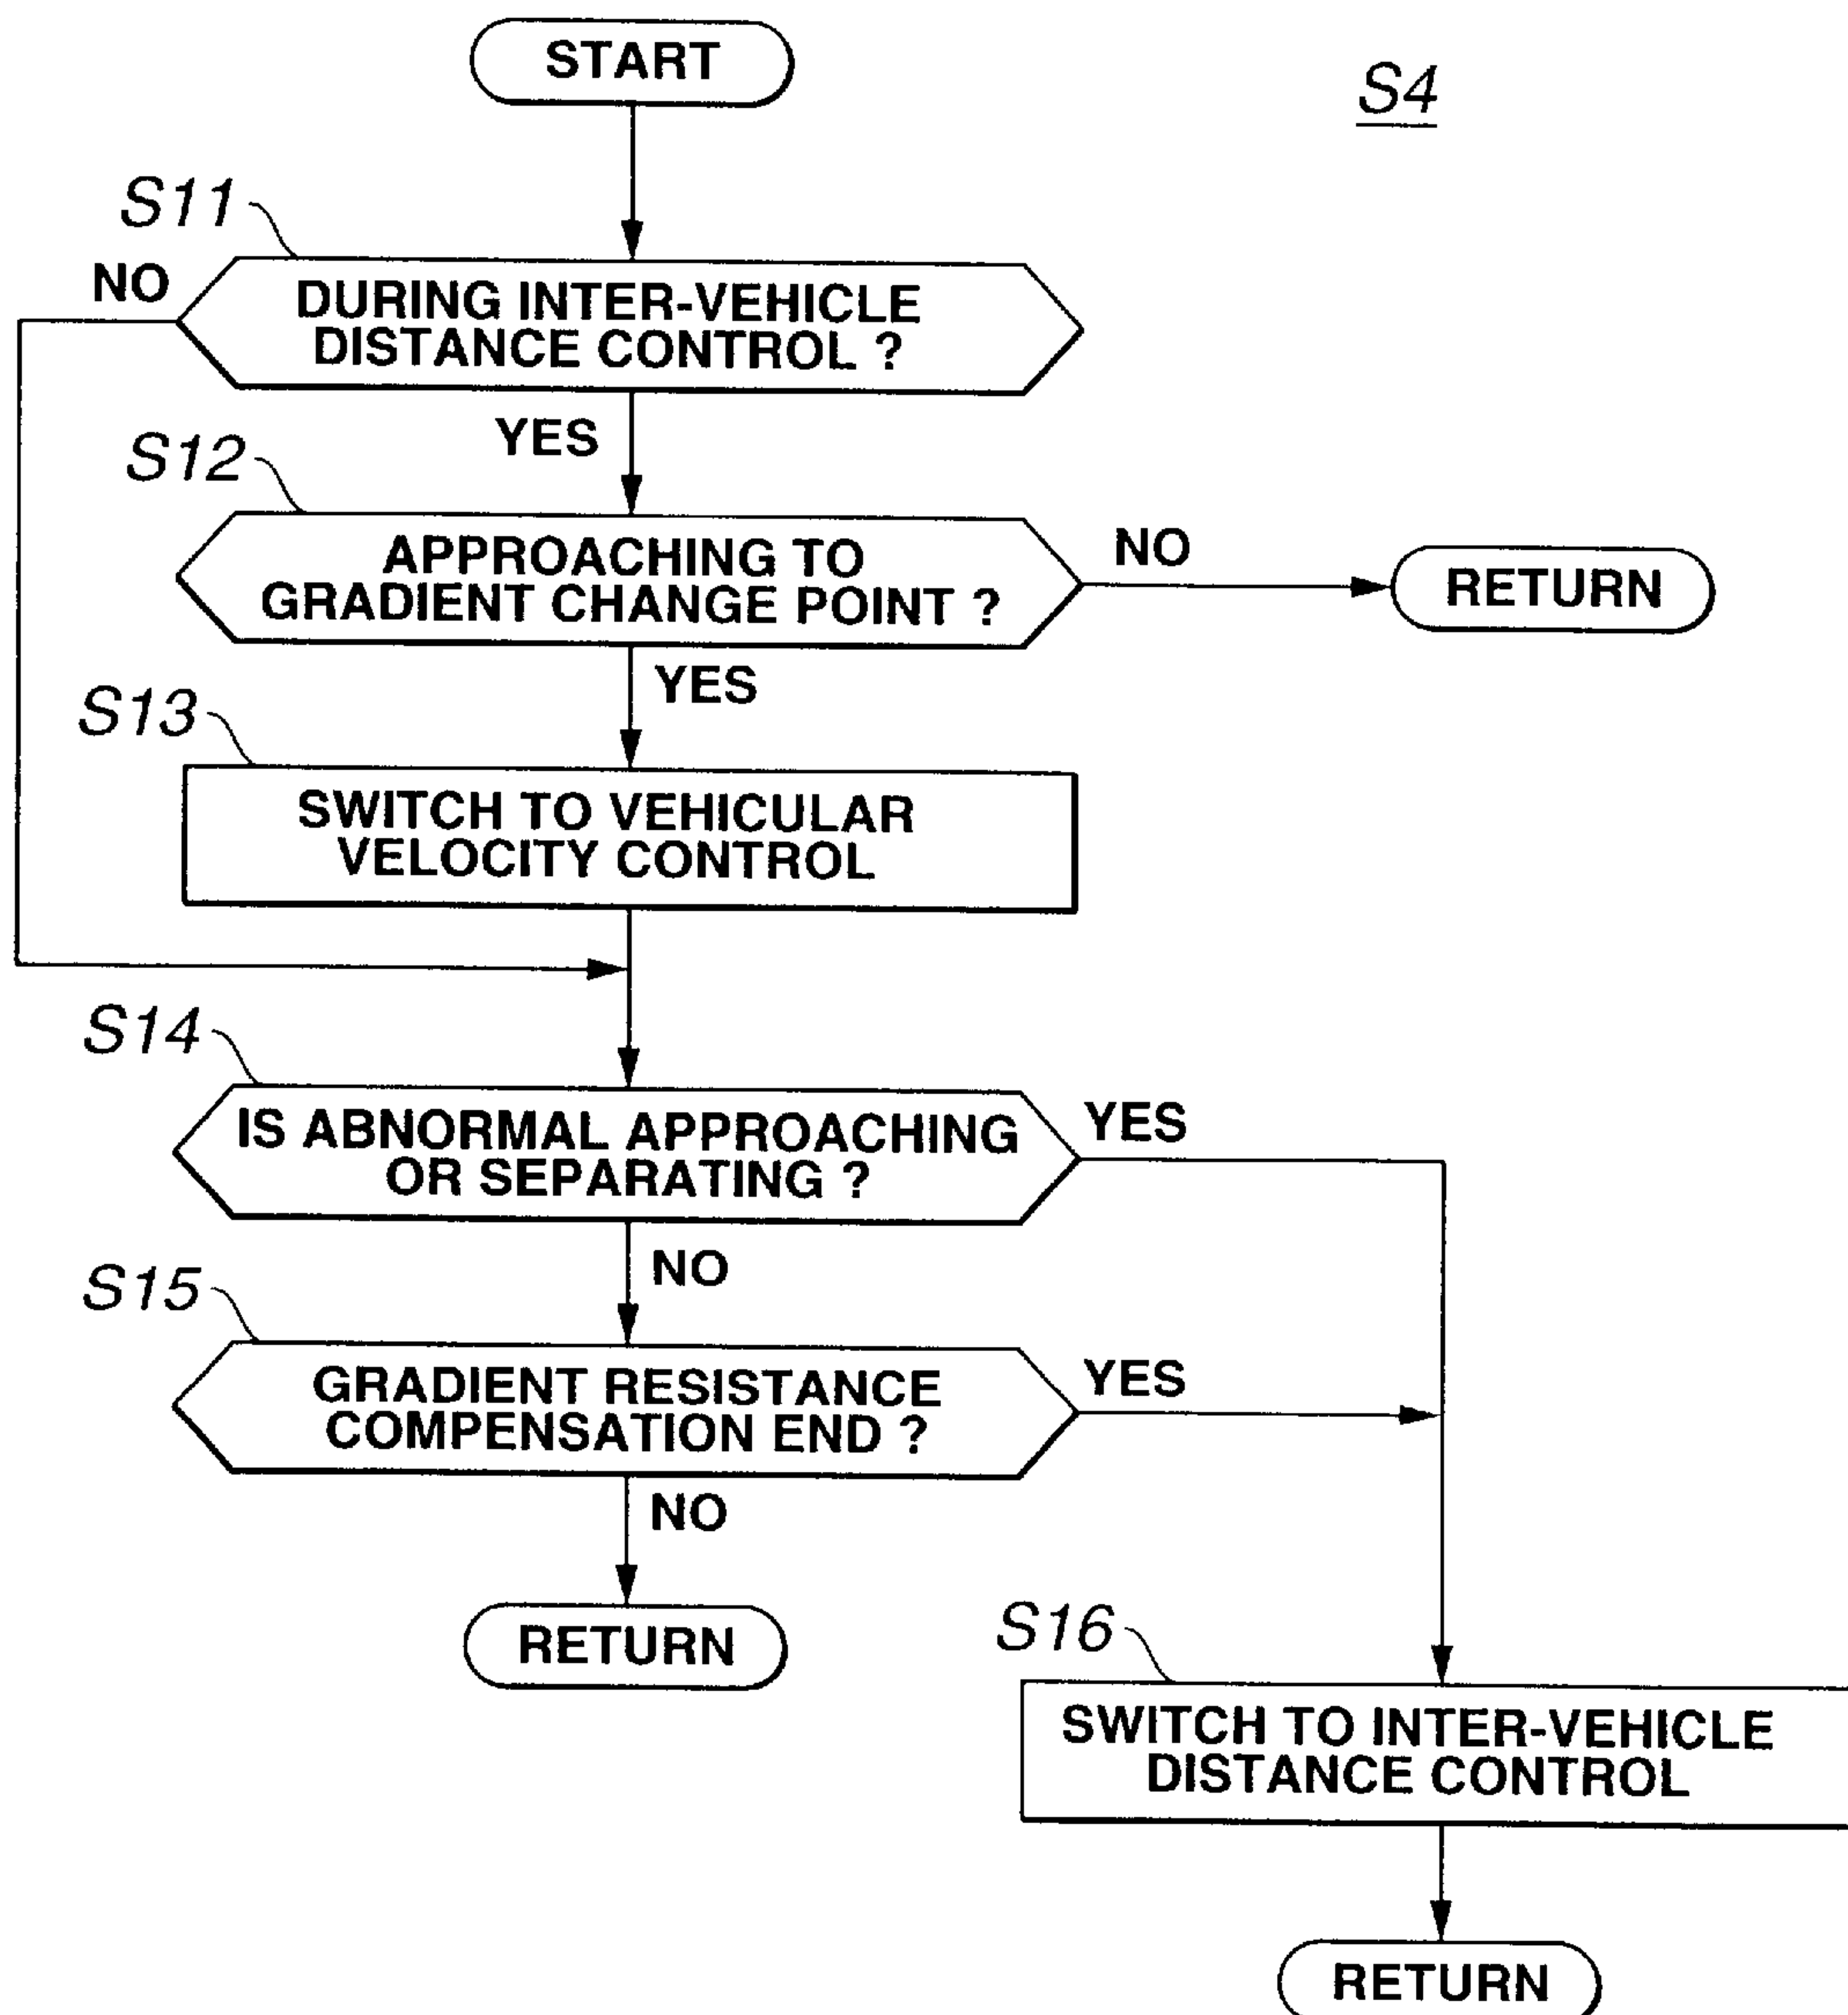 START
S4
S11
NO
DURING INTER-VEHICLE
DISTANCE CONTROL ?
YES
S12
APPROACHING TO
GRADIENT CHANGE POINT ?
NO
RETURN
YES
S13
SWITCH TO VEHICULAR
VELOCITY CONTROL
S14
IS ABNORMAL APPROACHING
OR SEPARATING ?
YES
NO
S15
GRADIENT RESISTANCE
COMPENSATION END ?
YES
NO
RETURN
S16
SWITCH TO INTER-VEHICLE
DISTANCE CONTROL
RETURN